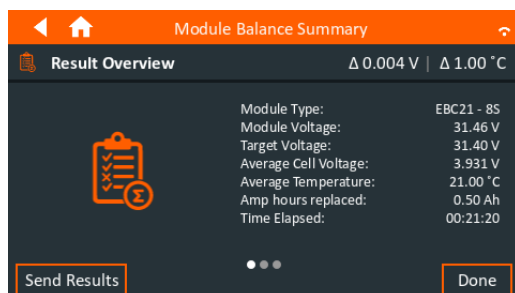 Module Balance Summary
Result Overview Δ 0.004 V | Δ 1.00 ˚C
Module Type: EBC21 - 8S
Module Voltage: 31.46 V
Target Voltage: 31.40 V
Average Cell Voltage: 3.931 V
Average Temperature: 21.00 ˚C
Amp hours replaced: 0.50 Ah
Time Elapsed: 00:21:20
Send Results Done